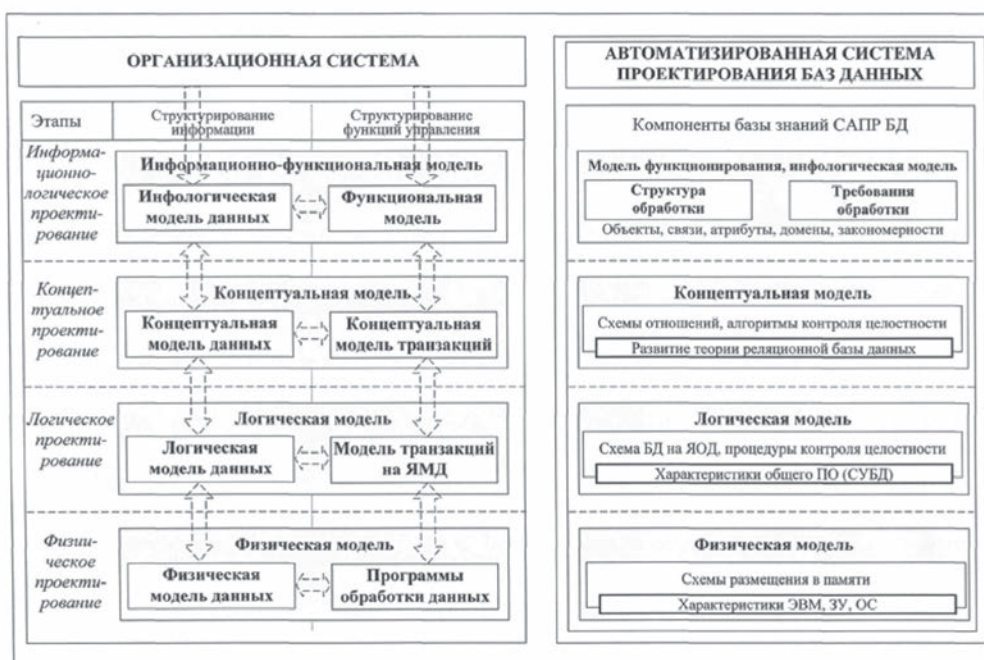 ОРГАНИЗАЦИОННАЯ СИСТЕМА
Этапы
Структурирование
информации
Структурирование
функций управления
Информа-
ционно-
логическое
проекти-
рование
Информационно-функциональная модель
Инфологическая
модель данных
Функциональная
модель
Концеп-
туальное
проекти-
рование
Концептуальная модель
Концептуальная
модель данных
Концептуальная
модель транзакций
Логическое
проекти-
рование
Логическая модель
Логическая
модель данных
Модель транзакций
на ЯМД
Физии-
ческое
проекти-
рование
Физическая модель
Физическая
модель данных
Программы
обработки данных
АВТОМАТИЗИРОВАННАЯ СИСТЕМА
ПРОЕКТИРОВАНИЯ БАЗ ДАННЫХ
Компоненты базы знаний САПР БД
Модель функционирования, инфологическая модель
Структура
обработки
Требования
обработки
Объекты, связи, атрибуты, домены, закономерности
Концептуальная модель
Схемы отношений, алгоритмы контроля целостности
Развитие теории реляционной базы данных
Логическая модель
Схема БД на ЯОД, процедуры контроля целостности
Характеристики общего ПО (СУБД)
Физическая модель
Схемы размещения в памяти
Характеристики ЭВМ, ЗУ, ОС